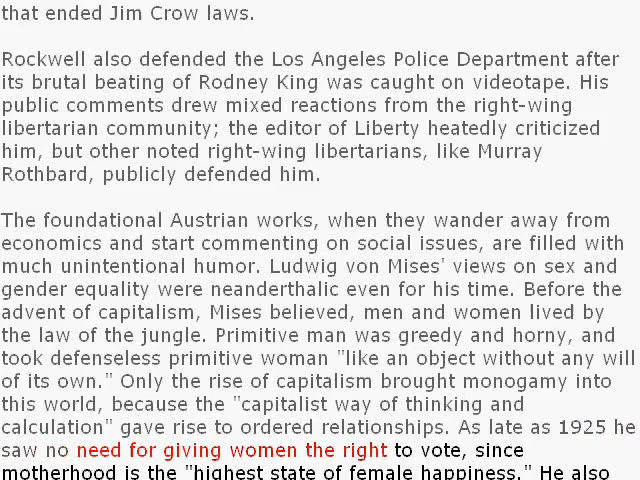 that ended Jim Crow laws.
Rockwell also defended the Los Angeles Police Department after
its brutal beating of Rodney King was caught on videotape. His
public comments drew mixed reactions from the right-wing
libertarian community; the editor of Liberty heatedly criticized
him, but other noted right-wing libertarians, like Murray
Rothbard, publicly defended him.
The foundational Austrian works, when they wander away from
economics and start commenting on social issues, are filled with
much unintentional humor. Ludwig von Mises' views on sex and
gender equality were neanderthalic even for his time. Before the
advent of capitalism, Mises believed, men and women lived by
the law of the jungle. Primitive man was greedy and horny, and
took defenseless primitive woman "like an object without any will
of its own." Only the rise of capitalism brought monogamy into
this world, because the "capitalist way of thinking and
calculation" gave rise to ordered relationships. As late as 1925 he
saw no need for giving women the right to vote, since
motherhood is the "highest state of female happiness." He also